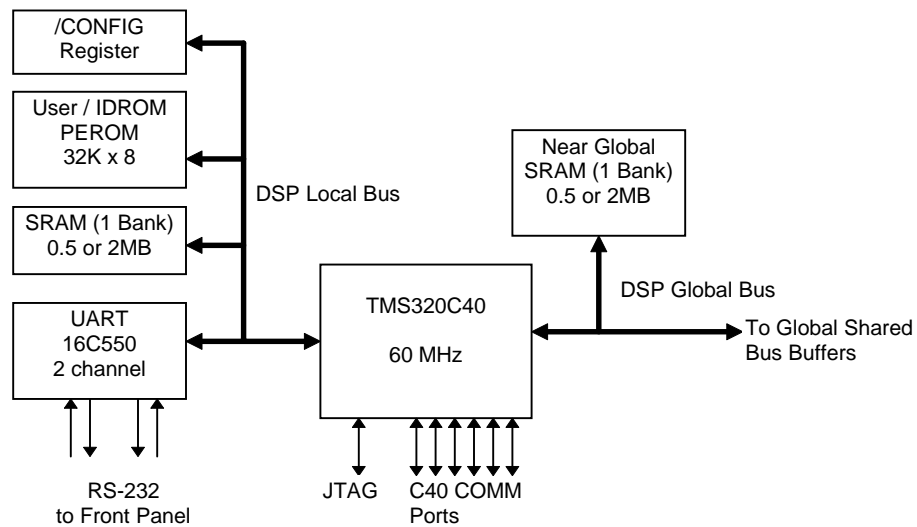 /CONFIG
Register
User / IDROM
PEROM
32K x 8
SRAM (1 Bank)
0.5 or 2MB
UART
16C550
2 channel
RS-232
to Front Panel
DSP Local Bus
TMS320C40
60 MHz
JTAG
C40 COMM
Ports
Near Global
SRAM (1 Bank)
0.5 or 2MB
DSP Global Bus
To Global Shared
Bus Buffers